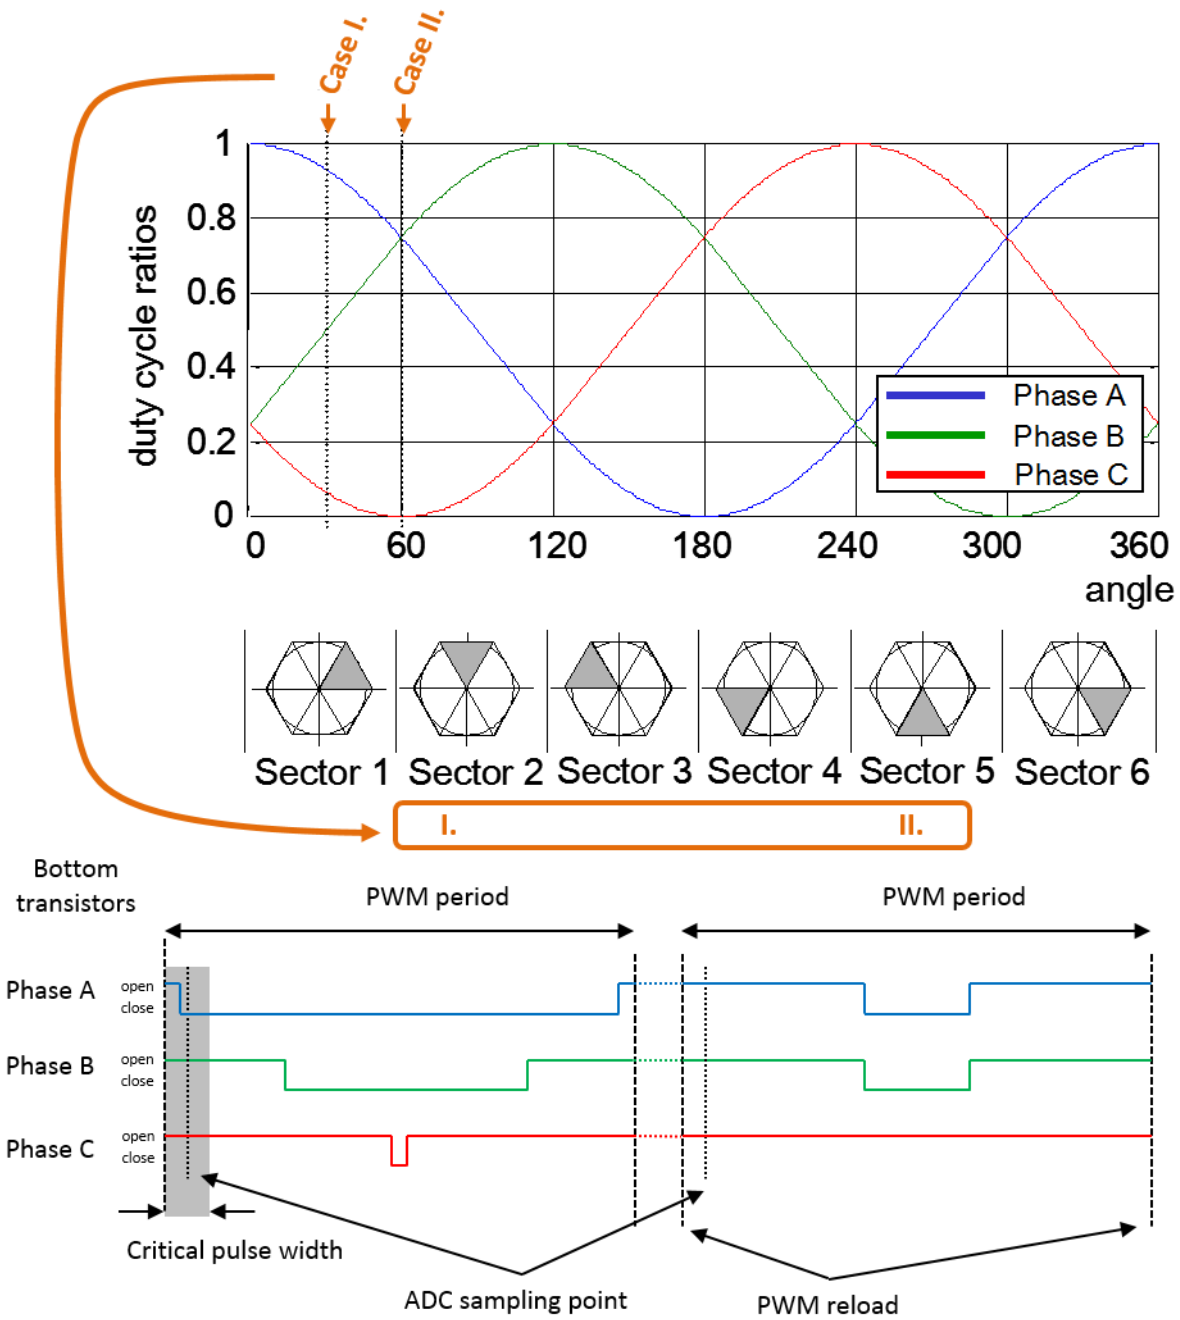 Case I.
Case II.
duty cycle ratios
1
0.8
0.6
0.4
0.2
0
Phase A
Phase B
Phase C
0 60 120 180 240 300 360
angle
Sector 1 Sector 2 Sector 3 Sector 4 Sector 5 Sector 6
I. II.
Bottom
transistors
PWM period PWM period
Phase A open
close
Phase B open
close
Phase C open
close
Critical pulse width
ADC sampling point
PWM reload